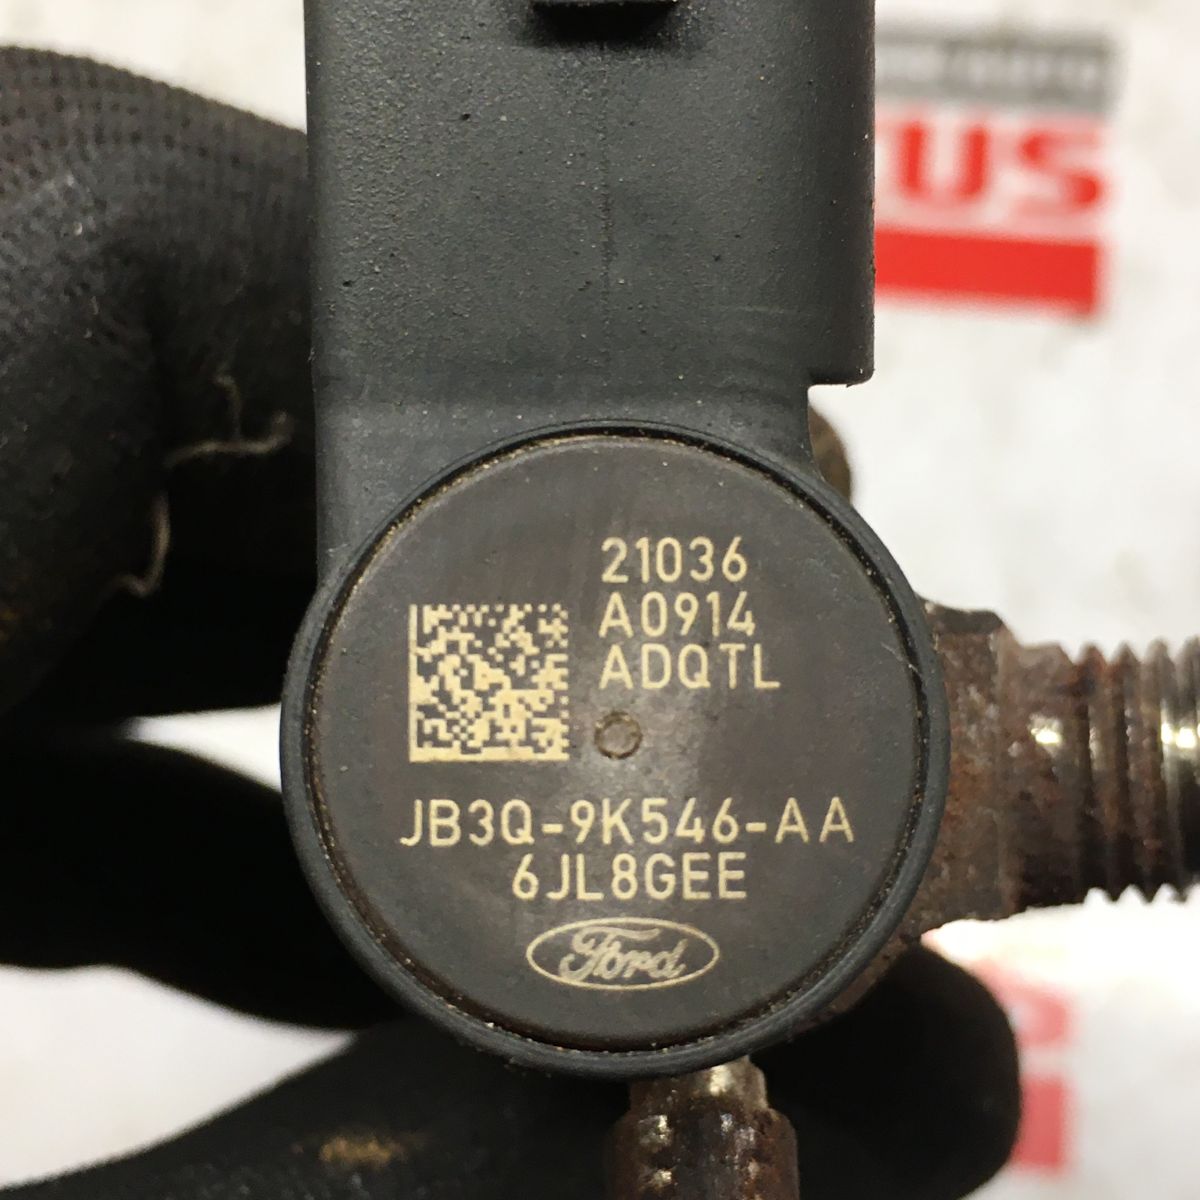 21036
A0914
ADQTL
JB3Q-9K546-AA
6JL8GEE
Ford